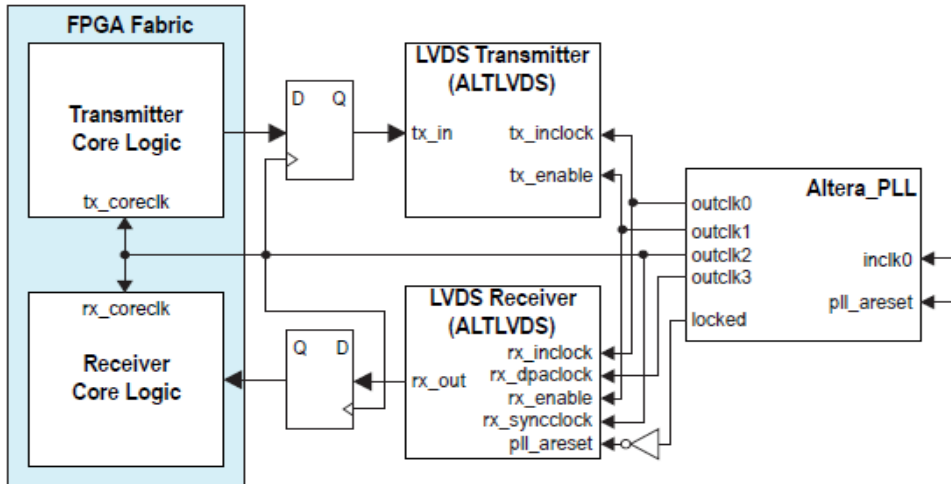 FPGA Fabric
Transmitter
Core Logic
tx_coreclk
rx_coreclk
Receiver
Core Logic
D Q
Q D
LVDS Transmitter
(ALTLVDS)
tx_in
tx_inclock
tx_enable
LVDS Receiver
(ALTLVDS)
rx_inclock
rx_dpaclock
rx_out
rx_enable
rx_syncclock
pll_areset
Altera_PLL
outclk0
outclk1
outclk2
outclk3
locked
inclk0
pll_areset